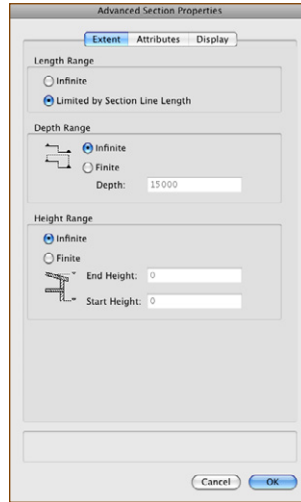 Advanced Section Properties
Extent Attributes Display
Length Range
Infinite
Limited by Section Line Length
Depth Range
Infinite
Finite
Depth: 15000
Height Range
Infinite
Finite
End Height: 0
Start Height: 0
Cancel OK